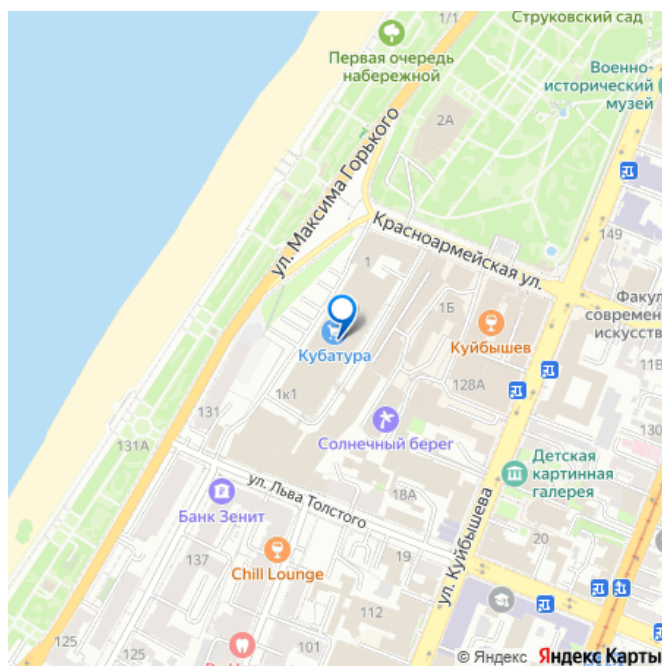 1/1
Струковский сад
Первая очередь
набережной
Военно-
исторический
музей
2А
ул. Максима Горького
Красноармейская ул.
149
1
1Б
Факул
современ
искусств
Кубатура
Куйбышев
11В
128А
1к1
131
Солнечный берег
131А
130
Детская
картинная
галерея
ул. Льва Толстого
18А
Банк Зенит
ул. Куйбышева
137
19
20
Chill Lounge
112
125
125
101
© Яндекс Яндекс Карты